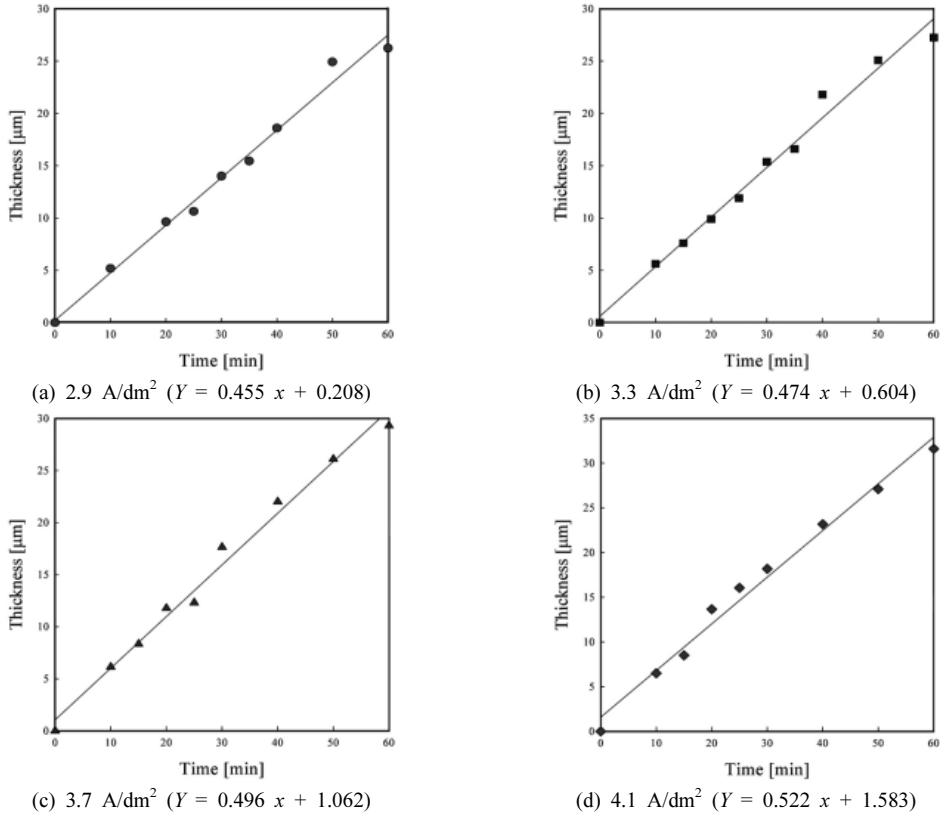 30
25
20
15
10
5
0
Thickness [μm]
0 10 20 30 40 50 60
Time [min]
(a) 2.9 A/dm² (Y = 0.455 x + 0.208)
30
25
20
15
10
5
0
Thickness [μm]
0 10 20 30 40 50 60
Time [min]
(b) 3.3 A/dm² (Y = 0.474 x + 0.604)
30
25
20
15
10
5
0
Thickness [μm]
0 10 20 30 40 50 60
Time [min]
(c) 3.7 A/dm² (Y = 0.496 x + 1.062)
35
30
25
20
15
10
5
0
Thickness [μm]
0 10 20 30 40 50 60
Time [min]
(d) 4.1 A/dm² (Y = 0.522 x + 1.583)